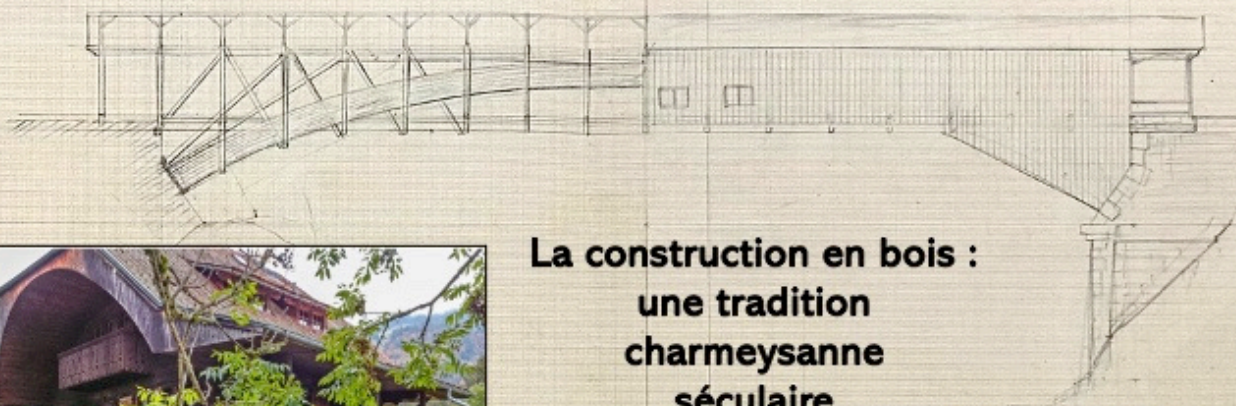 La construction en bois :
une tradition
charmeysanne
séculaire